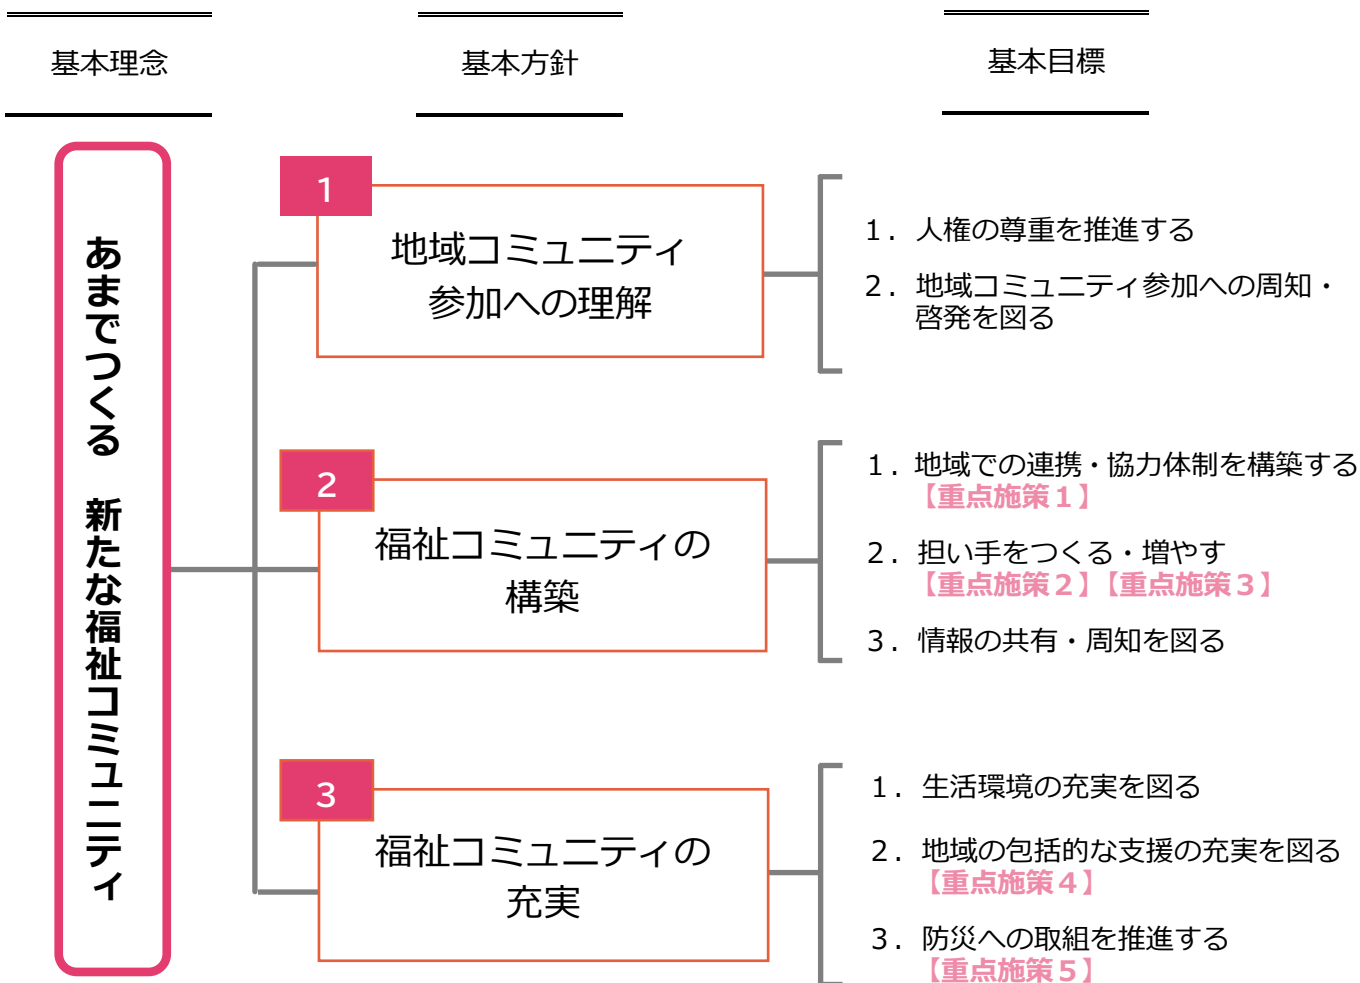 基本理念
基本方針
基本目標
あまでつくる　新たな福祉コミュニティ
1
地域コミュニティ
参加への理解
１．人権の尊重を推進する
２．地域コミュニティ参加への周知・
啓発を図る
2
福祉コミュニティの
構築
１．地域での連携・協力体制を構築する
【重点施策１】
２．担い手をつくる・増やす
【重点施策２】【重点施策３】
３．情報の共有・周知を図る
3
福祉コミュニティの
充実
１．生活環境の充実を図る
２．地域の包括的な支援の充実を図る
【重点施策４】
３．防災への取組を推進する
【重点施策５】